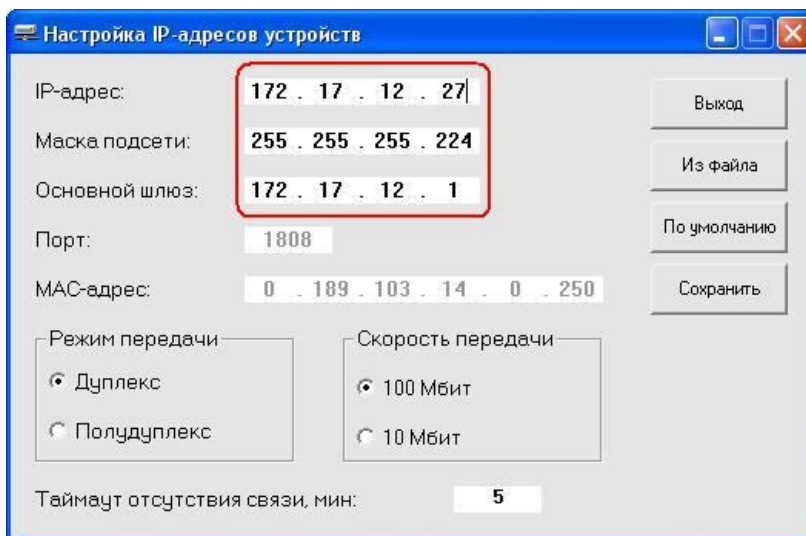 Настройка IP-адресов устройств
IP-адрес: 172 . 17 . 12 . 27
Маска подсети: 255 . 255 . 255 . 224
Основной шлюз: 172 . 17 . 12 . 1
Порт: 1808
MAC-адрес: 0 . 189 . 103 . 14 . 0 . 250
Выход
Из файла
По умолчанию
Сохранить
Режим передачи
Дуплекс
Полудуплекс
Скорость передачи
100 Мбит
10 Мбит
Таймаут отсутствия связи, мин: 5